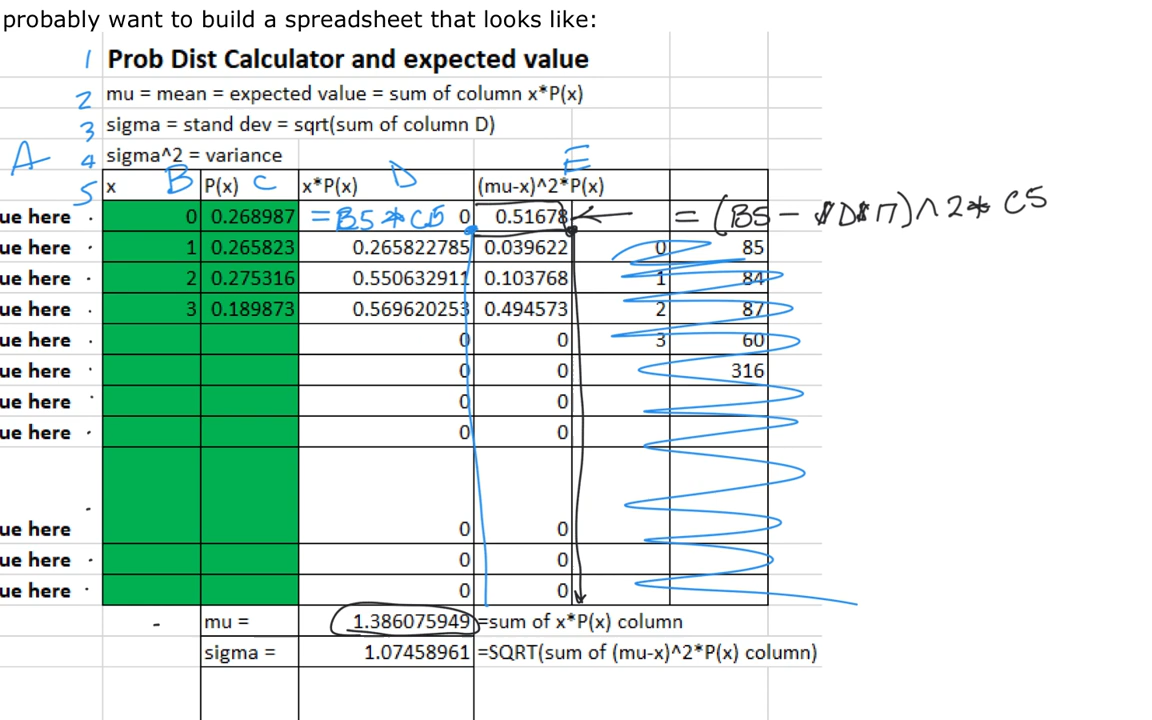 probably want to build a spreadsheet that looks like:
1 Prob Dist Calculator and expected value
2 mu = mean = expected value = sum of column x*P(x)
3 sigma = stand dev = sqrt(sum of column D)
A 4 sigma^2 = variance E
5 x B P(x) C x*P(x) D (mu-x)^2*P(x)
ue here 0 0.268987 =B5*C5 0 0.51678 = (B5 - $D$17)^2*C5
ue here 1 0.265823 0.265822785 0.039622 0 85
ue here 2 0.275316 0.550632911 0.103768 1 84
ue here 3 0.189873 0.569620253 0.494573 2 87
ue here 0 0 3 60
ue here 0 0 316
ue here 0 0
ue here 0 0
ue here 0 0
ue here 0 0
ue here 0 0
mu = 1.386075949 =sum of x*P(x) column
sigma = 1.07458961 =SQRT(sum of (mu-x)^2*P(x) column)